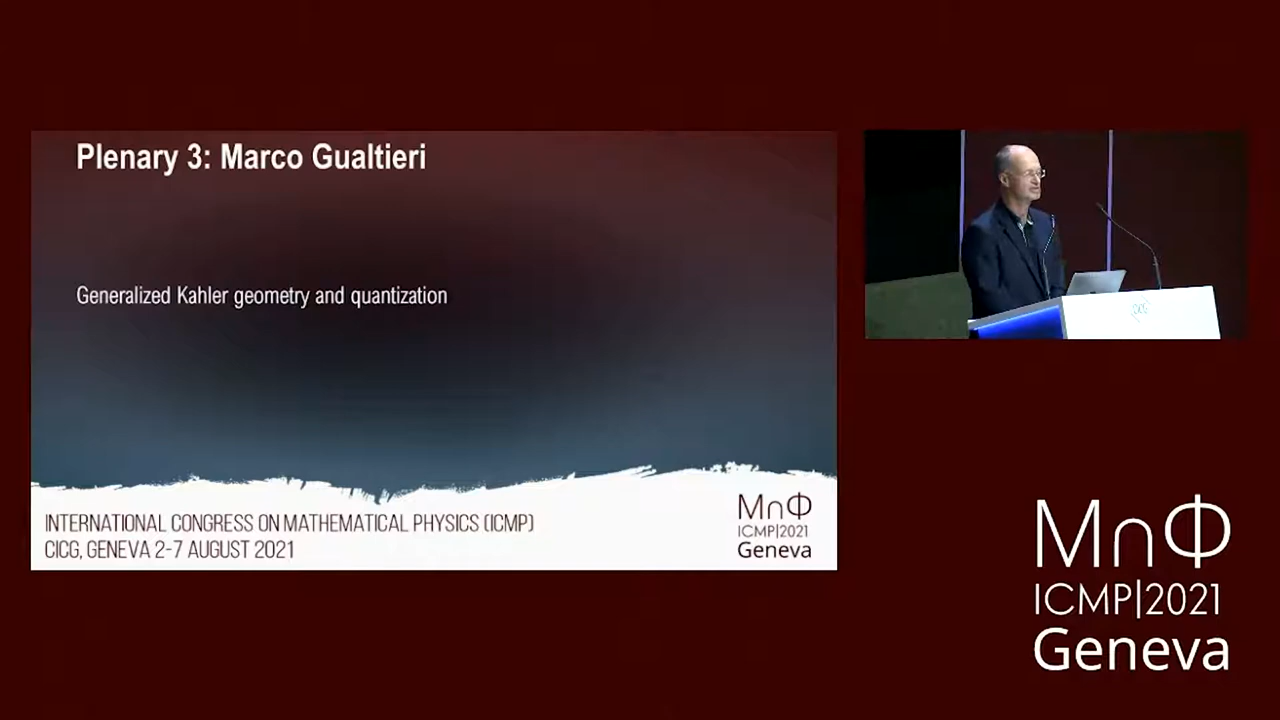 Plenary 3: Marco Gualtieri
Generalized Kahler geometry and quantization
INTERNATIONAL CONGRESS ON MATHEMATICAL PHYSICS (ICMP)
CICG, GENEVA 2-7 AUGUST 2021
M∩Φ
ICMP|2021
Geneva
CICG
M∩Φ
ICMP|2021
Geneva